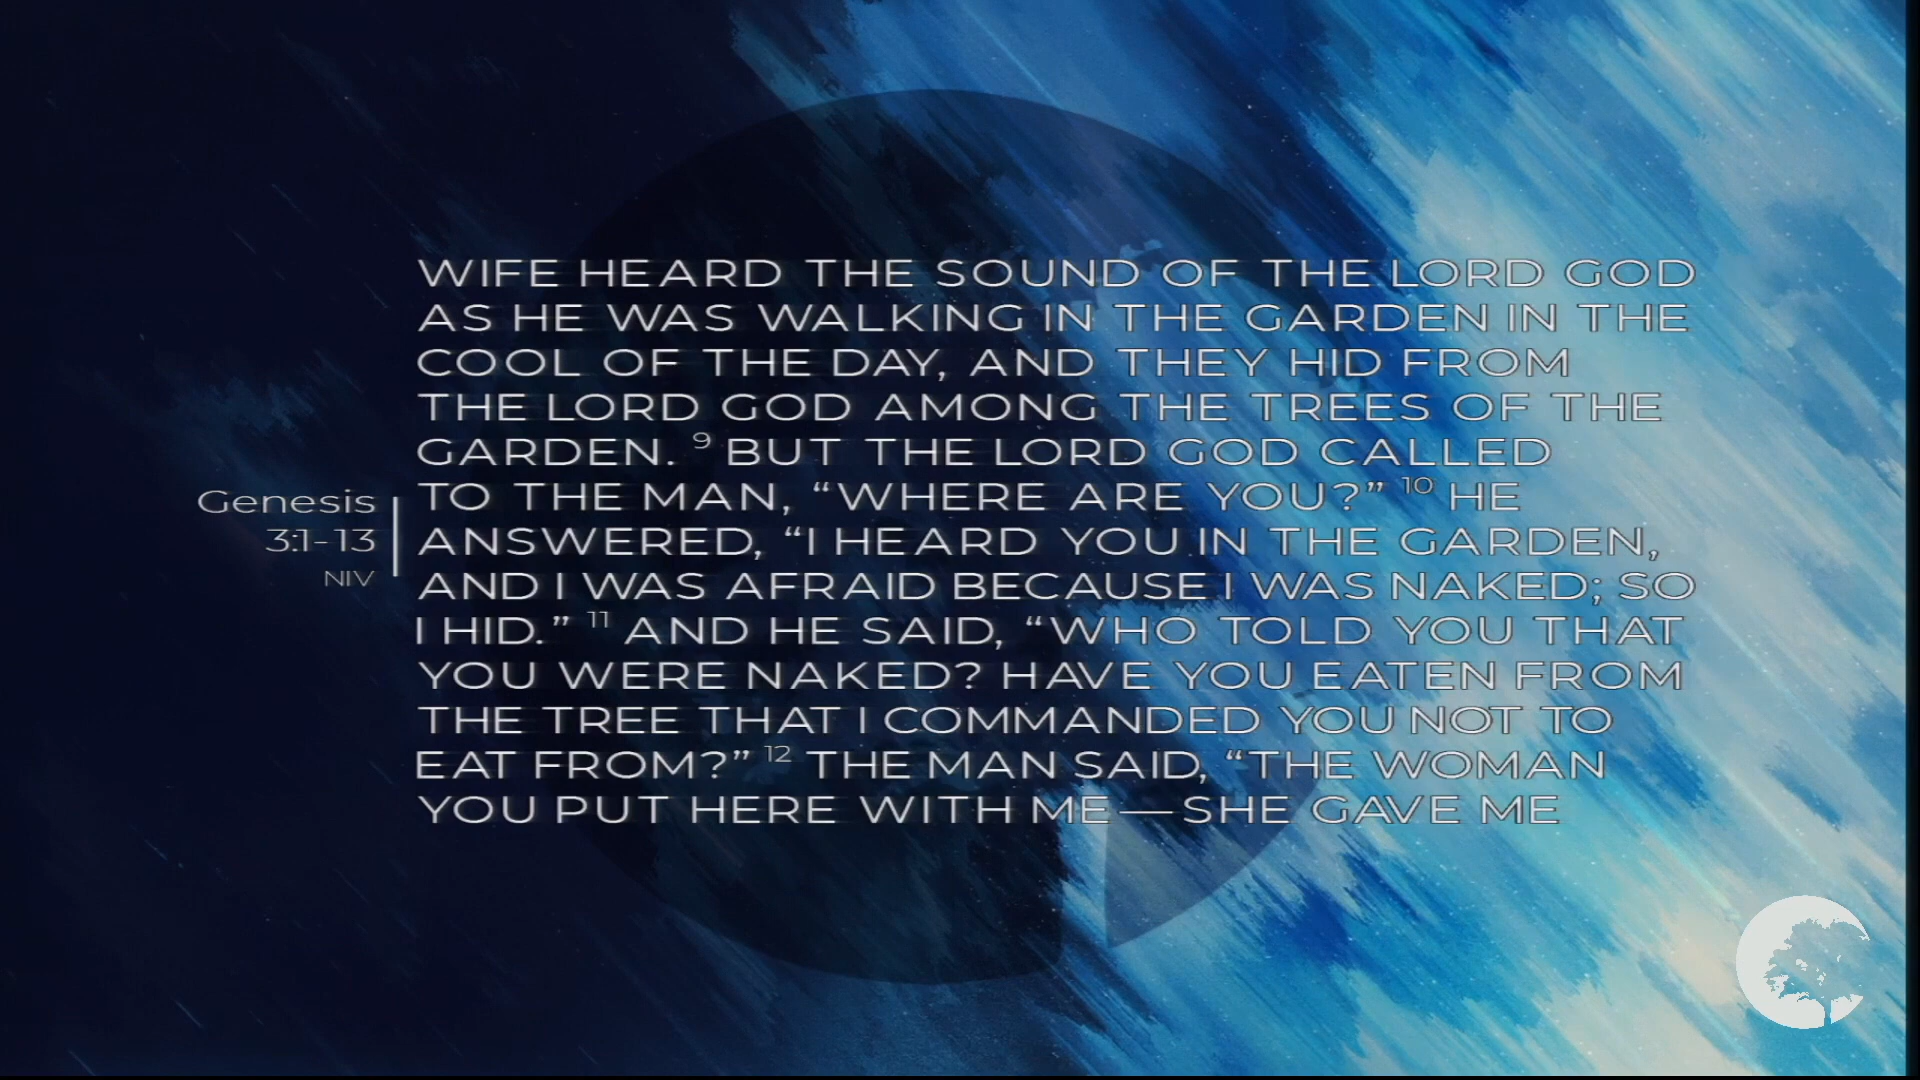 WIFE HEARD THE SOUND OF THE LORD GOD
AS HE WAS WALKING IN THE GARDEN IN THE
COOL OF THE DAY, AND THEY HID FROM
THE LORD GOD AMONG THE TREES OF THE
GARDEN. ⁹ BUT THE LORD GOD CALLED
TO THE MAN, “WHERE ARE YOU?” ¹⁰ HE
ANSWERED, “I HEARD YOU IN THE GARDEN,
AND I WAS AFRAID BECAUSE I WAS NAKED; SO
I HID.” ¹¹ AND HE SAID, “WHO TOLD YOU THAT
YOU WERE NAKED? HAVE YOU EATEN FROM
THE TREE THAT I COMMANDED YOU NOT TO
EAT FROM?” ¹² THE MAN SAID, “THE WOMAN
YOU PUT HERE WITH ME—SHE GAVE ME
Genesis
3:1-13
NIV